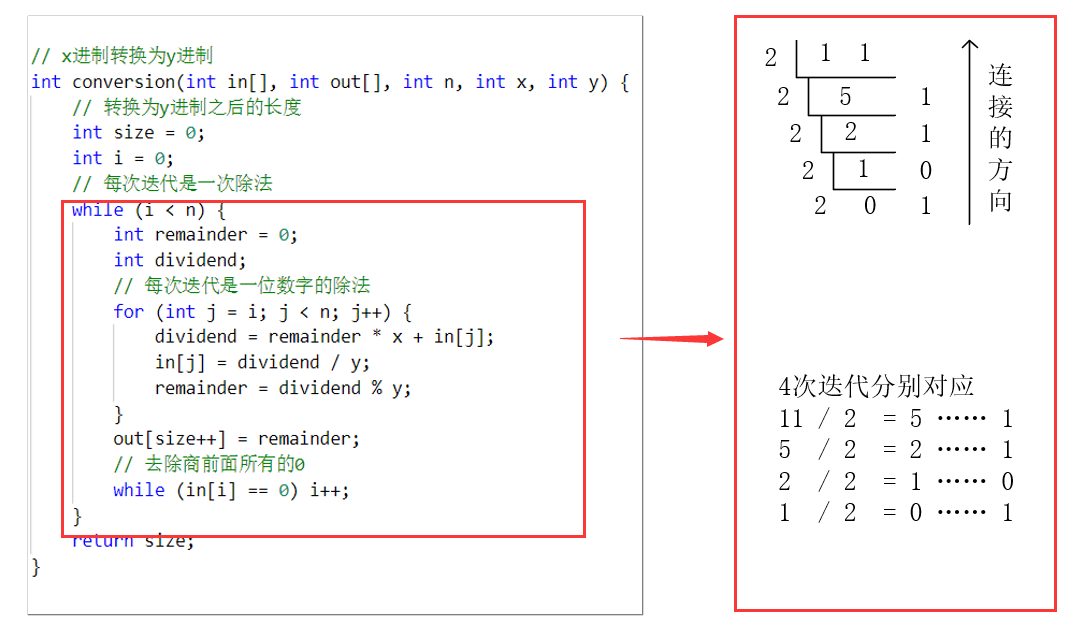 // x进制转换为y进制
int conversion(int in[], int out[], int n, int x, int y) {
// 转换为y进制之后的长度
int size = 0;
int i = 0;
// 每次迭代是一次除法
while (i < n) {
int remainder = 0;
int dividend;
// 每次迭代是一位数字的除法
for (int j = i; j < n; j++) {
dividend = remainder * x + in[j];
in[j] = dividend / y;
remainder = dividend % y;
}
out[size++] = remainder;
// 去除商前面所有的0
while (in[i] == 0) i++;
}
return size;
}
2 1 1
2 5 1
2 2 1
2 1 0
2 0 1
连接的方向
4次迭代分别对应
11 / 2 = 5 …… 1
5 / 2 = 2 …… 1
2 / 2 = 1 …… 0
1 / 2 = 0 …… 1